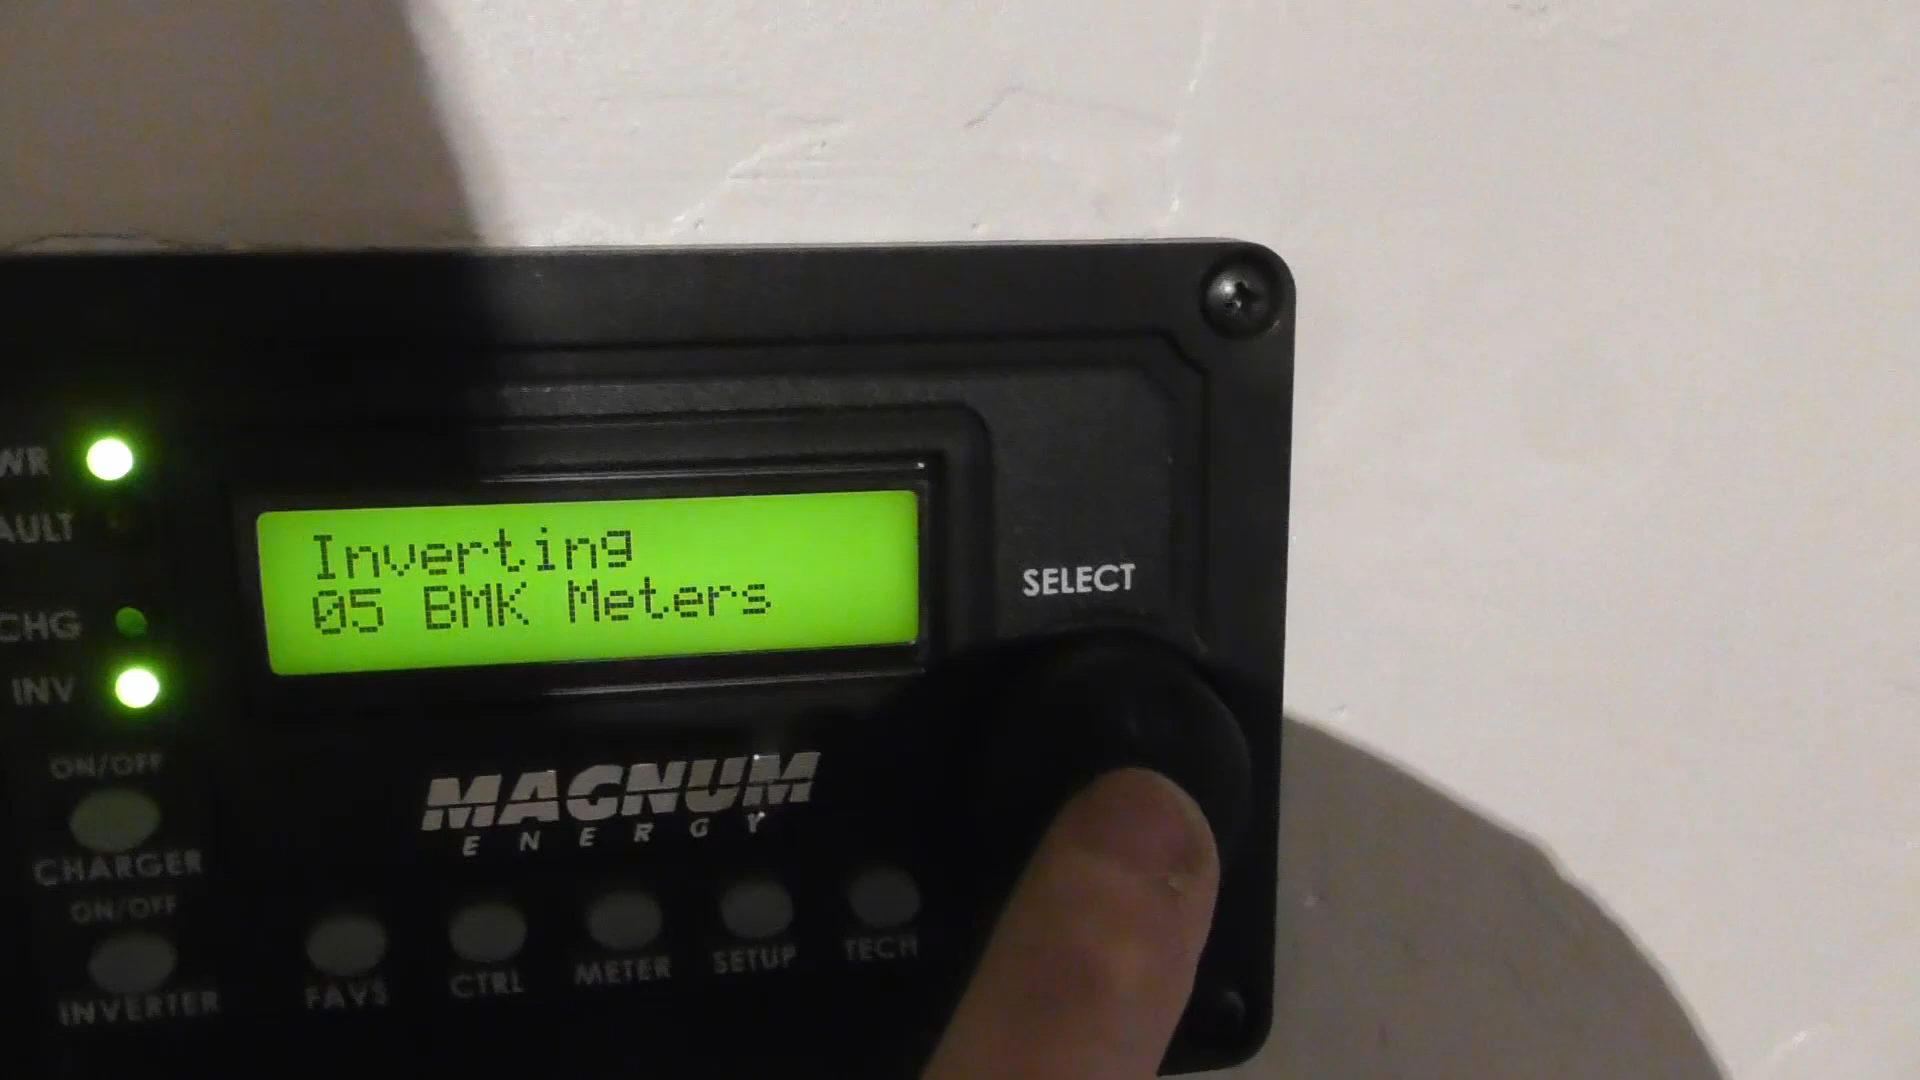 WR
AULT
CHG
INV
Inverting
05 BMK Meters
SELECT
MAGNUM
ENERGY
ON/OFF
CHARGER
ON/OFF
INVERTER
FAVS
CTRL
METER
SETUP
TECH